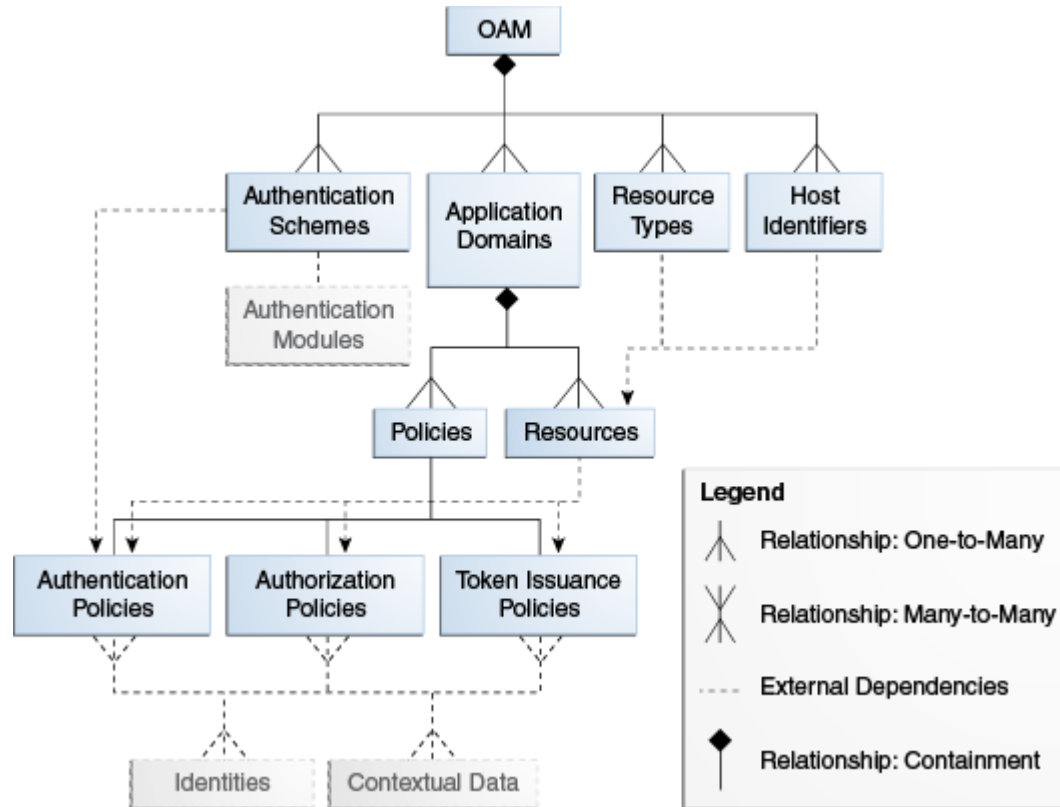 OAM
Authentication
Schemes
Application
Domains
Resource
Types
Host
Identifiers
Authentication
Modules
Policies
Resources
Authentication
Policies
Authorization
Policies
Token Issuance
Policies
Identities
Contextual Data
Legend
Relationship: One-to-Many
Relationship: Many-to-Many
External Dependencies
Relationship: Containment